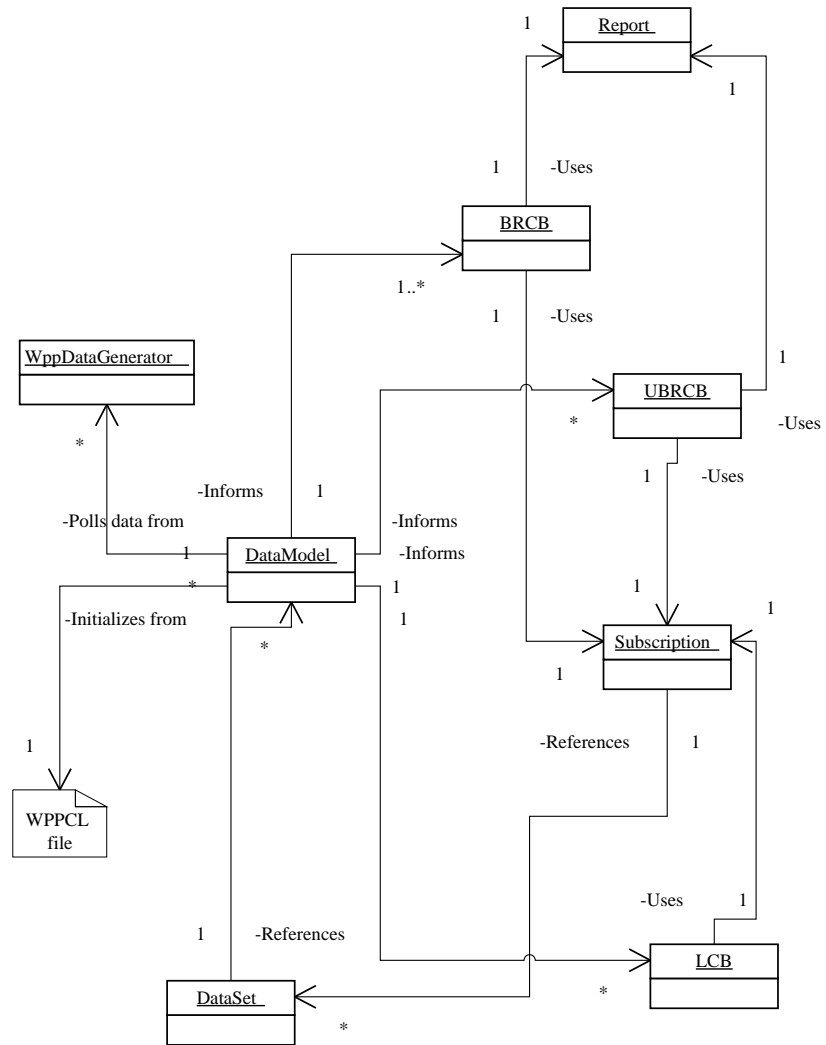 1
Report
1
1
-Uses
BRCB
1..*
1
-Uses
WppDataGenerator
1
UBRCB
*
*
-Uses
1
-Uses
-Informs
1
-Polls data from
-Informs
1
DataModel
-Informs
*
1
-Initializes from
1
1
1
*
Subscription
1
1
-References
1
WPPCL
file
-Uses
1
1
-References
LCB
DataSet
*
*